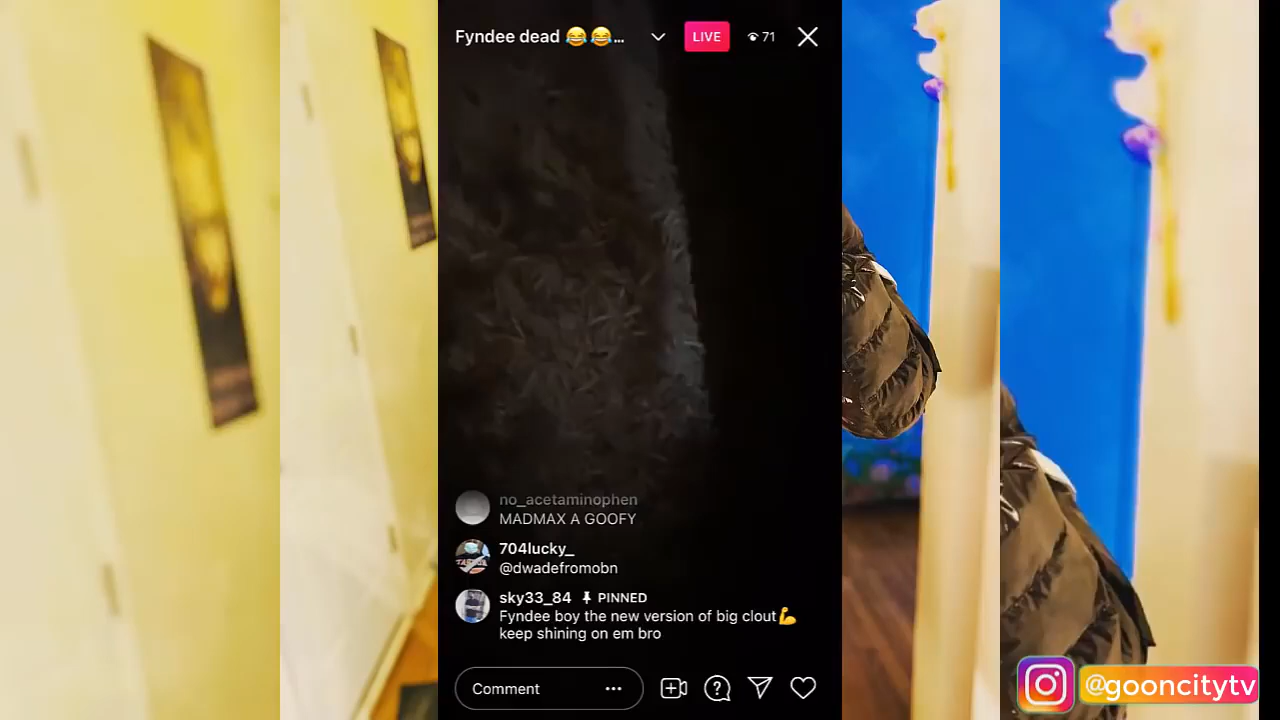 Fyndee dead 😂😂…
LIVE
71
no_acetaminophen
MADMAX A GOOFY
704lucky_
@dwadefromobn
sky33_84 PINNED
Fyndee boy the new version of big clout💪
keep shining on em bro
Comment
@gooncitytv